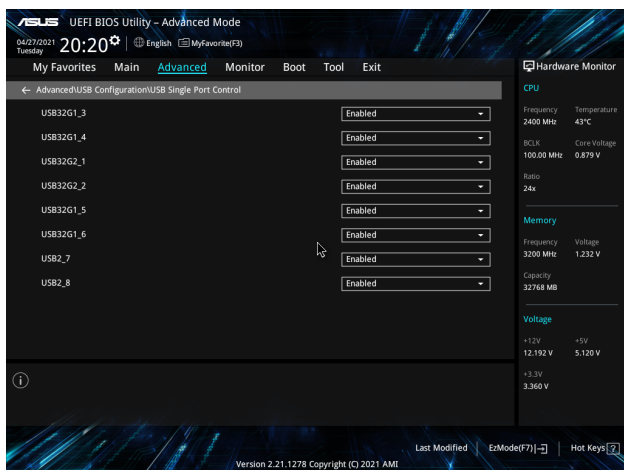 ASUS UEFI BIOS Utility – Advanced Mode
04/27/2021
Tuesday
20:20
English
MyFavorite(F3)
My Favorites Main Advanced Monitor Boot Tool Exit
Hardware Monitor
← Advanced\USB Configuration\USB Single Port Control
USB32G1_3 Enabled
USB32G1_4 Enabled
USB32G2_1 Enabled
USB32G2_2 Enabled
USB32G1_5 Enabled
USB32G1_6 Enabled
USB2_7 Enabled
USB2_8 Enabled
CPU
Frequency Temperature
2400 MHz 43°C
BCLK Core Voltage
100.00 MHz 0.879 V
Ratio
24x
Memory
Frequency Voltage
3200 MHz 1.232 V
Capacity
32768 MB
Voltage
+12V +5V
12.192 V 5.120 V
+3.3V
3.360 V
Last Modified EzMode(F7) Hot Keys ?
Version 2.21.1278 Copyright (C) 2021 AMI